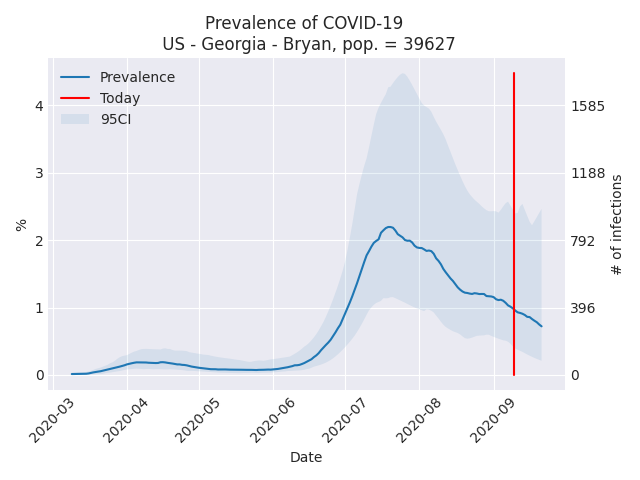 Prevalence of COVID-19
US - Georgia - Bryan, pop. = 39627
Prevalence
Today
95CI
%
4
3
2
1
0
1585
1188
792
396
0
# of infections
2020-03
2020-04
2020-05
2020-06
2020-07
2020-08
2020-09
Date